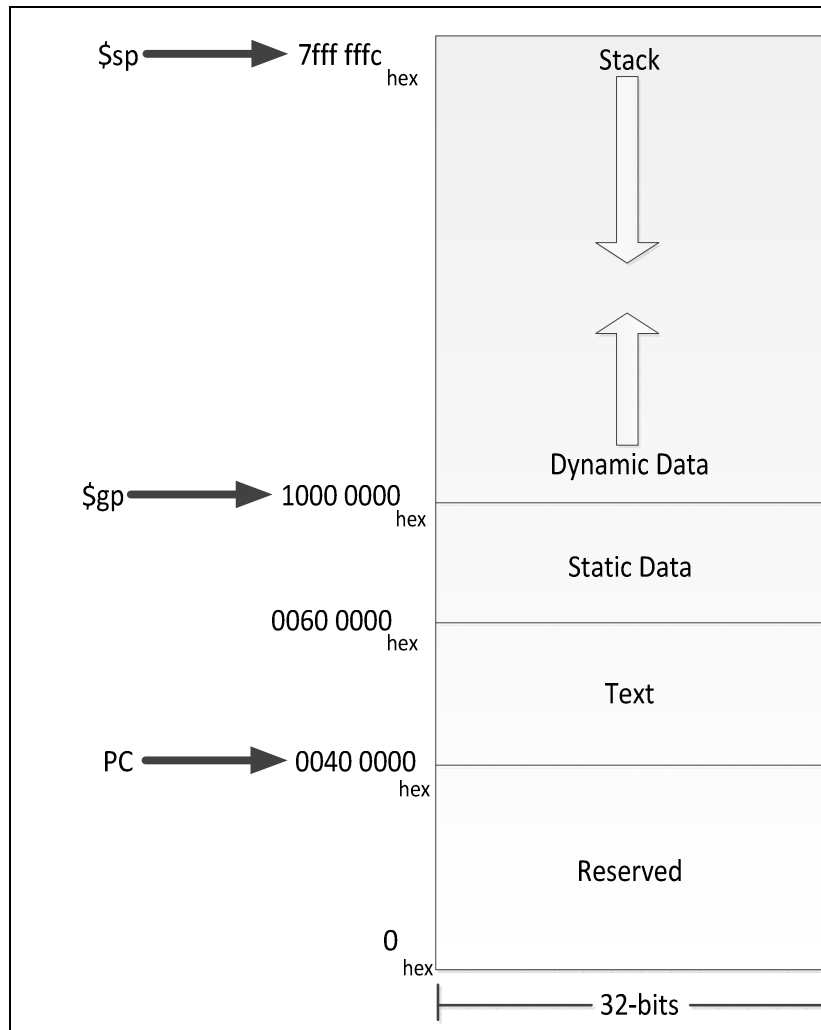 $sp 7fff fffc hex Stack
Dynamic Data
$gp 1000 0000 hex
Static Data
0060 0000 hex
Text
PC 0040 0000 hex
Reserved
0 hex
32-bits